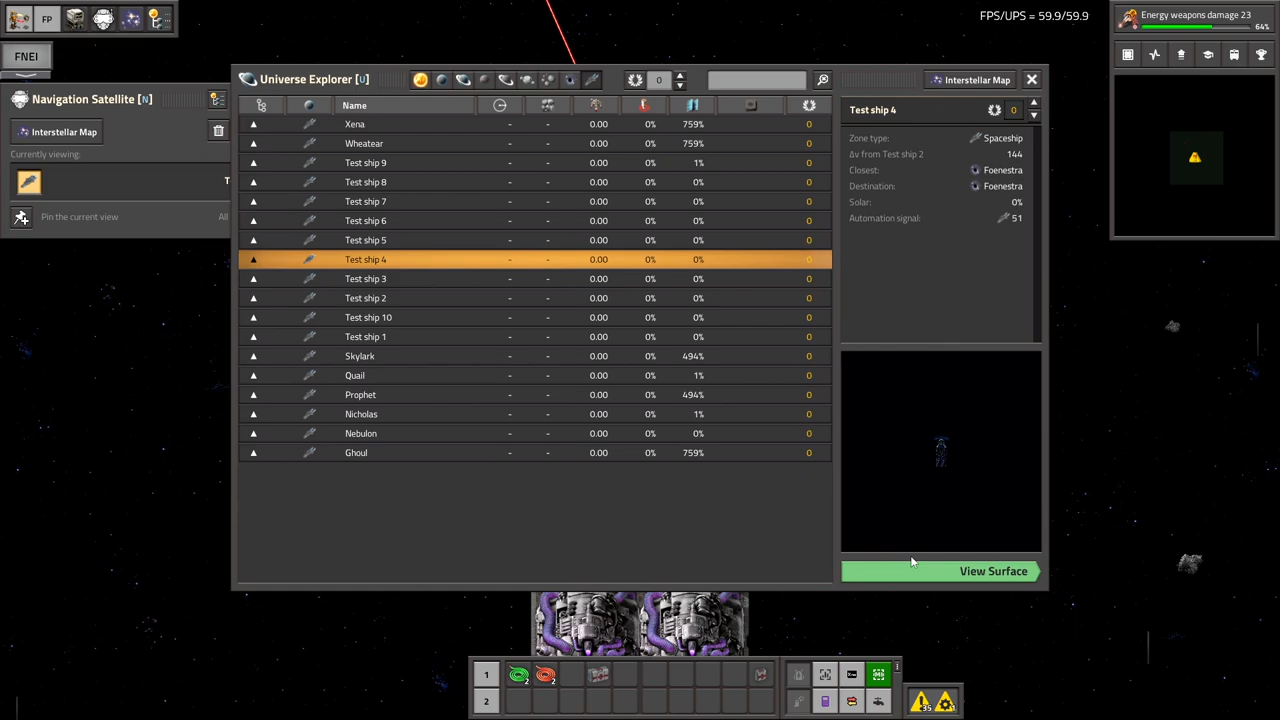 FP
FPS/UPS = 59.9/59.9
Energy weapons damage 23
64%
FNEI
Universe Explorer [U]
0
Interstellar Map
Navigation Satellite [N]
Interstellar Map
Currently viewing:
T
Pin the current view
All
Name
Xena - - 0.00 0% 759% 0
Wheatear - - 0.00 0% 759% 0
Test ship 9 - - 0.00 0% 1% 0
Test ship 8 - - 0.00 0% 0% 0
Test ship 7 - - 0.00 0% 0% 0
Test ship 6 - - 0.00 0% 0% 0
Test ship 5 - - 0.00 0% 0% 0
Test ship 4 - - 0.00 0% 0% 0
Test ship 3 - - 0.00 0% 0% 0
Test ship 2 - - 0.00 0% 0% 0
Test ship 10 - - 0.00 0% 0% 0
Test ship 1 - - 0.00 0% 0% 0
Skylark - - 0.00 0% 494% 0
Quail - - 0.00 0% 1% 0
Prophet - - 0.00 0% 494% 0
Nicholas - - 0.00 0% 1% 0
Nebulon - - 0.00 0% 0% 0
Ghoul - - 0.00 0% 759% 0
Test ship 4 0
Zone type: Spaceship
Δv from Test ship 2 144
Closest: Foenestra
Destination: Foenestra
Solar: 0%
Automation signal: 51
View Surface
1
2
2
2